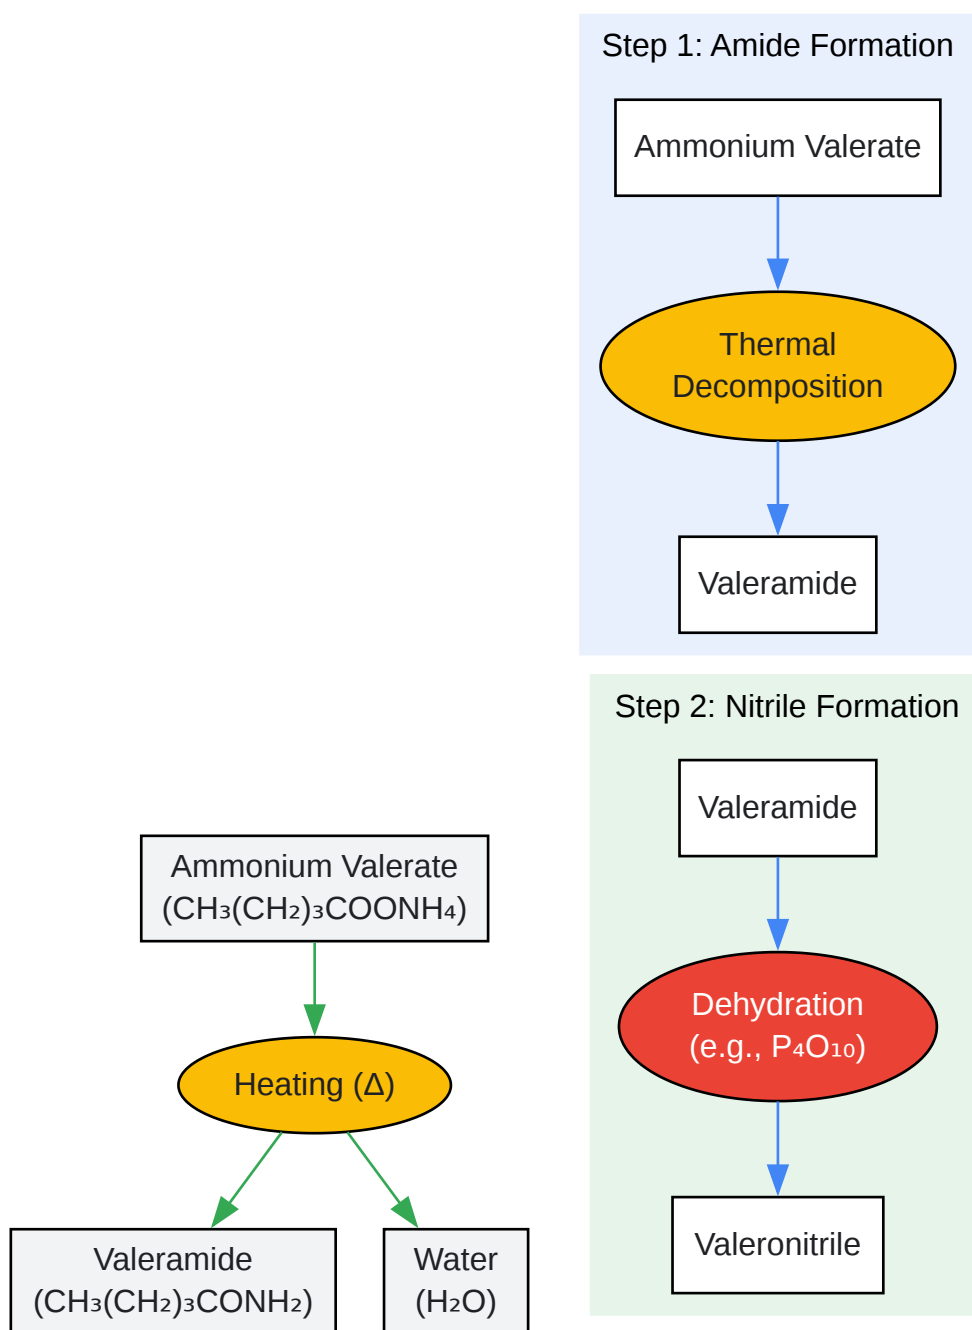 Step 1: Amide Formation
Ammonium Valerate
Thermal
Decomposition
Valeramide
Step 2: Nitrile Formation
Valeramide
Dehydration
(e.g., P₄O₁₀)
Valeronitrile
Ammonium Valerate
(CH₃(CH₂)₃COONH₄)
Heating (Δ)
Valeramide
(CH₃(CH₂)₃CONH₂)
Water
(H₂O)